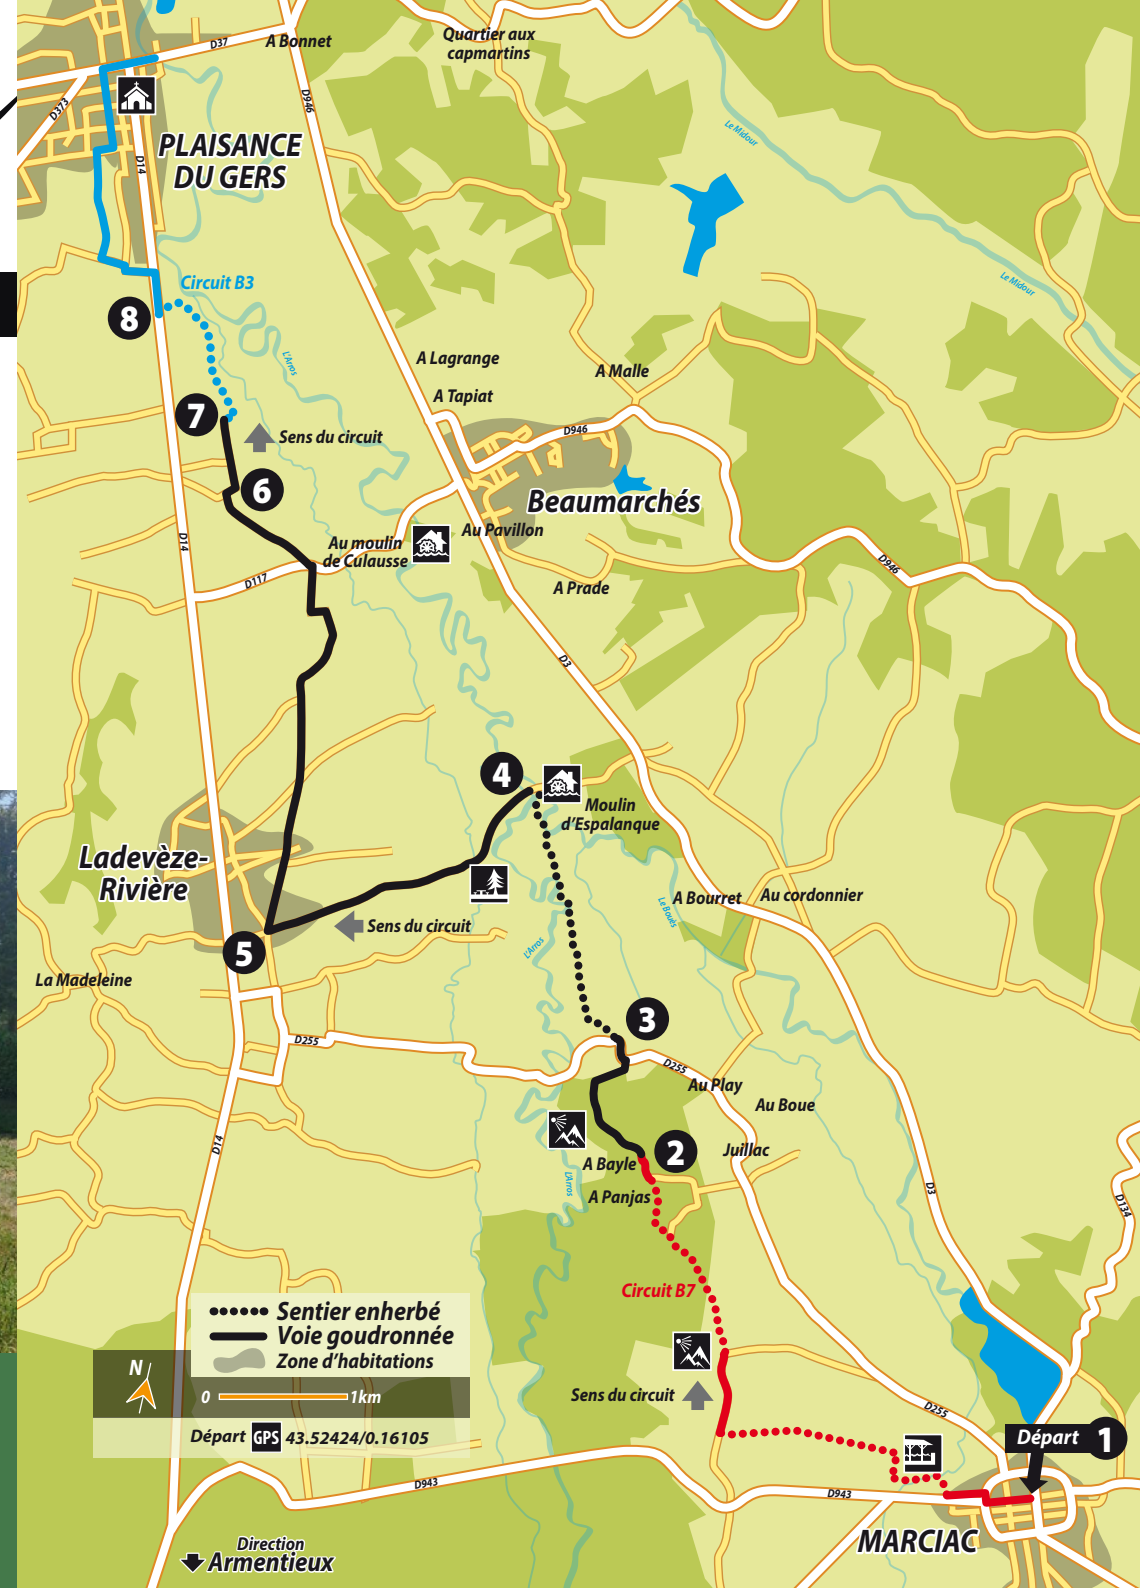 D37
A Bonnet
Quartier aux
capmartins
D373
D946
Le Midour
PLAISANCE
DU GERS
D14
Circuit B3
Le Midour
8
L'Arros
A Lagrange
A Malle
A Tapiat
7
Sens du circuit
D946
6
Beaumarchés
Au Pavillon
Au moulin
de Culausse
D14
D117
D946
A Prade
D3
4
Moulin
d'Espalanque
Ladevèze-
Rivière
A Bourret
Au cordonnier
Le Bouès
Sens du circuit
L'Arros
5
La Madeleine
3
D255
D255
Au Play
Au Boue
D14
2
Juillac
A Bayle
L'Arros
A Panjas
D3
D134
Circuit B7
Sentier enherbé
Voie goudronnée
Zone d'habitations
N
0
1km
Départ GPS 43.52424/0.16105
Sens du circuit
D255
Départ 1
D943
D943
MARCIAC
Direction
Armentieux